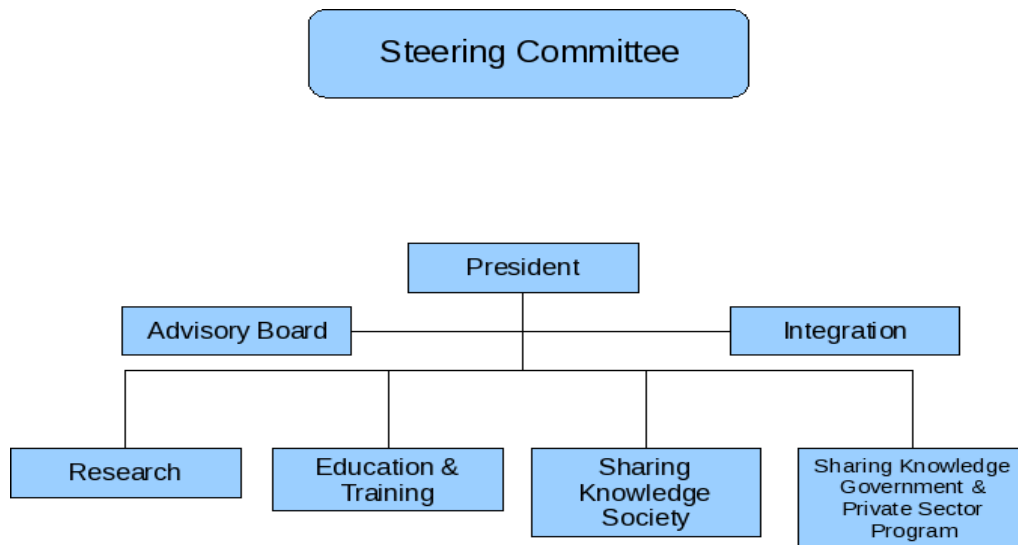 Steering Committee
President
Advisory Board
Integration
Research
Education &
Training
Sharing
Knowledge
Society
Sharing Knowledge
Government &
Private Sector
Program